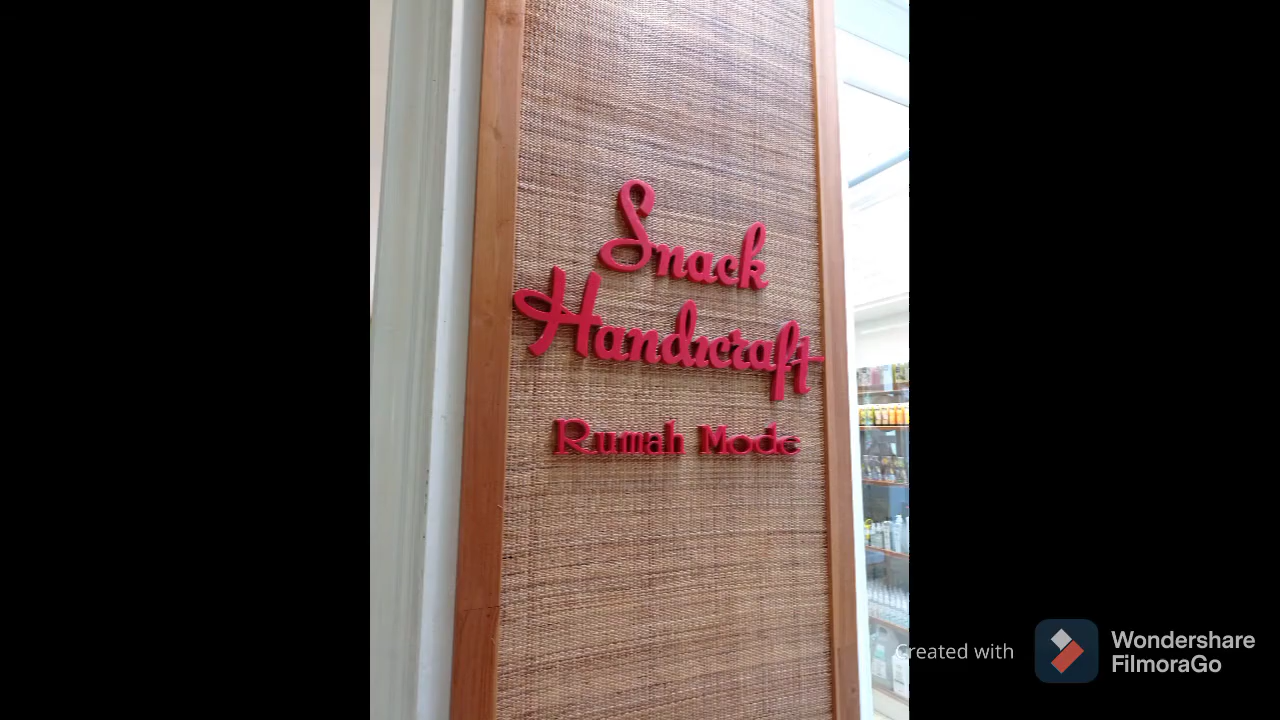 Snack
Handicraft
Rumah Mode
Created with
Wondershare
FilmoraGo